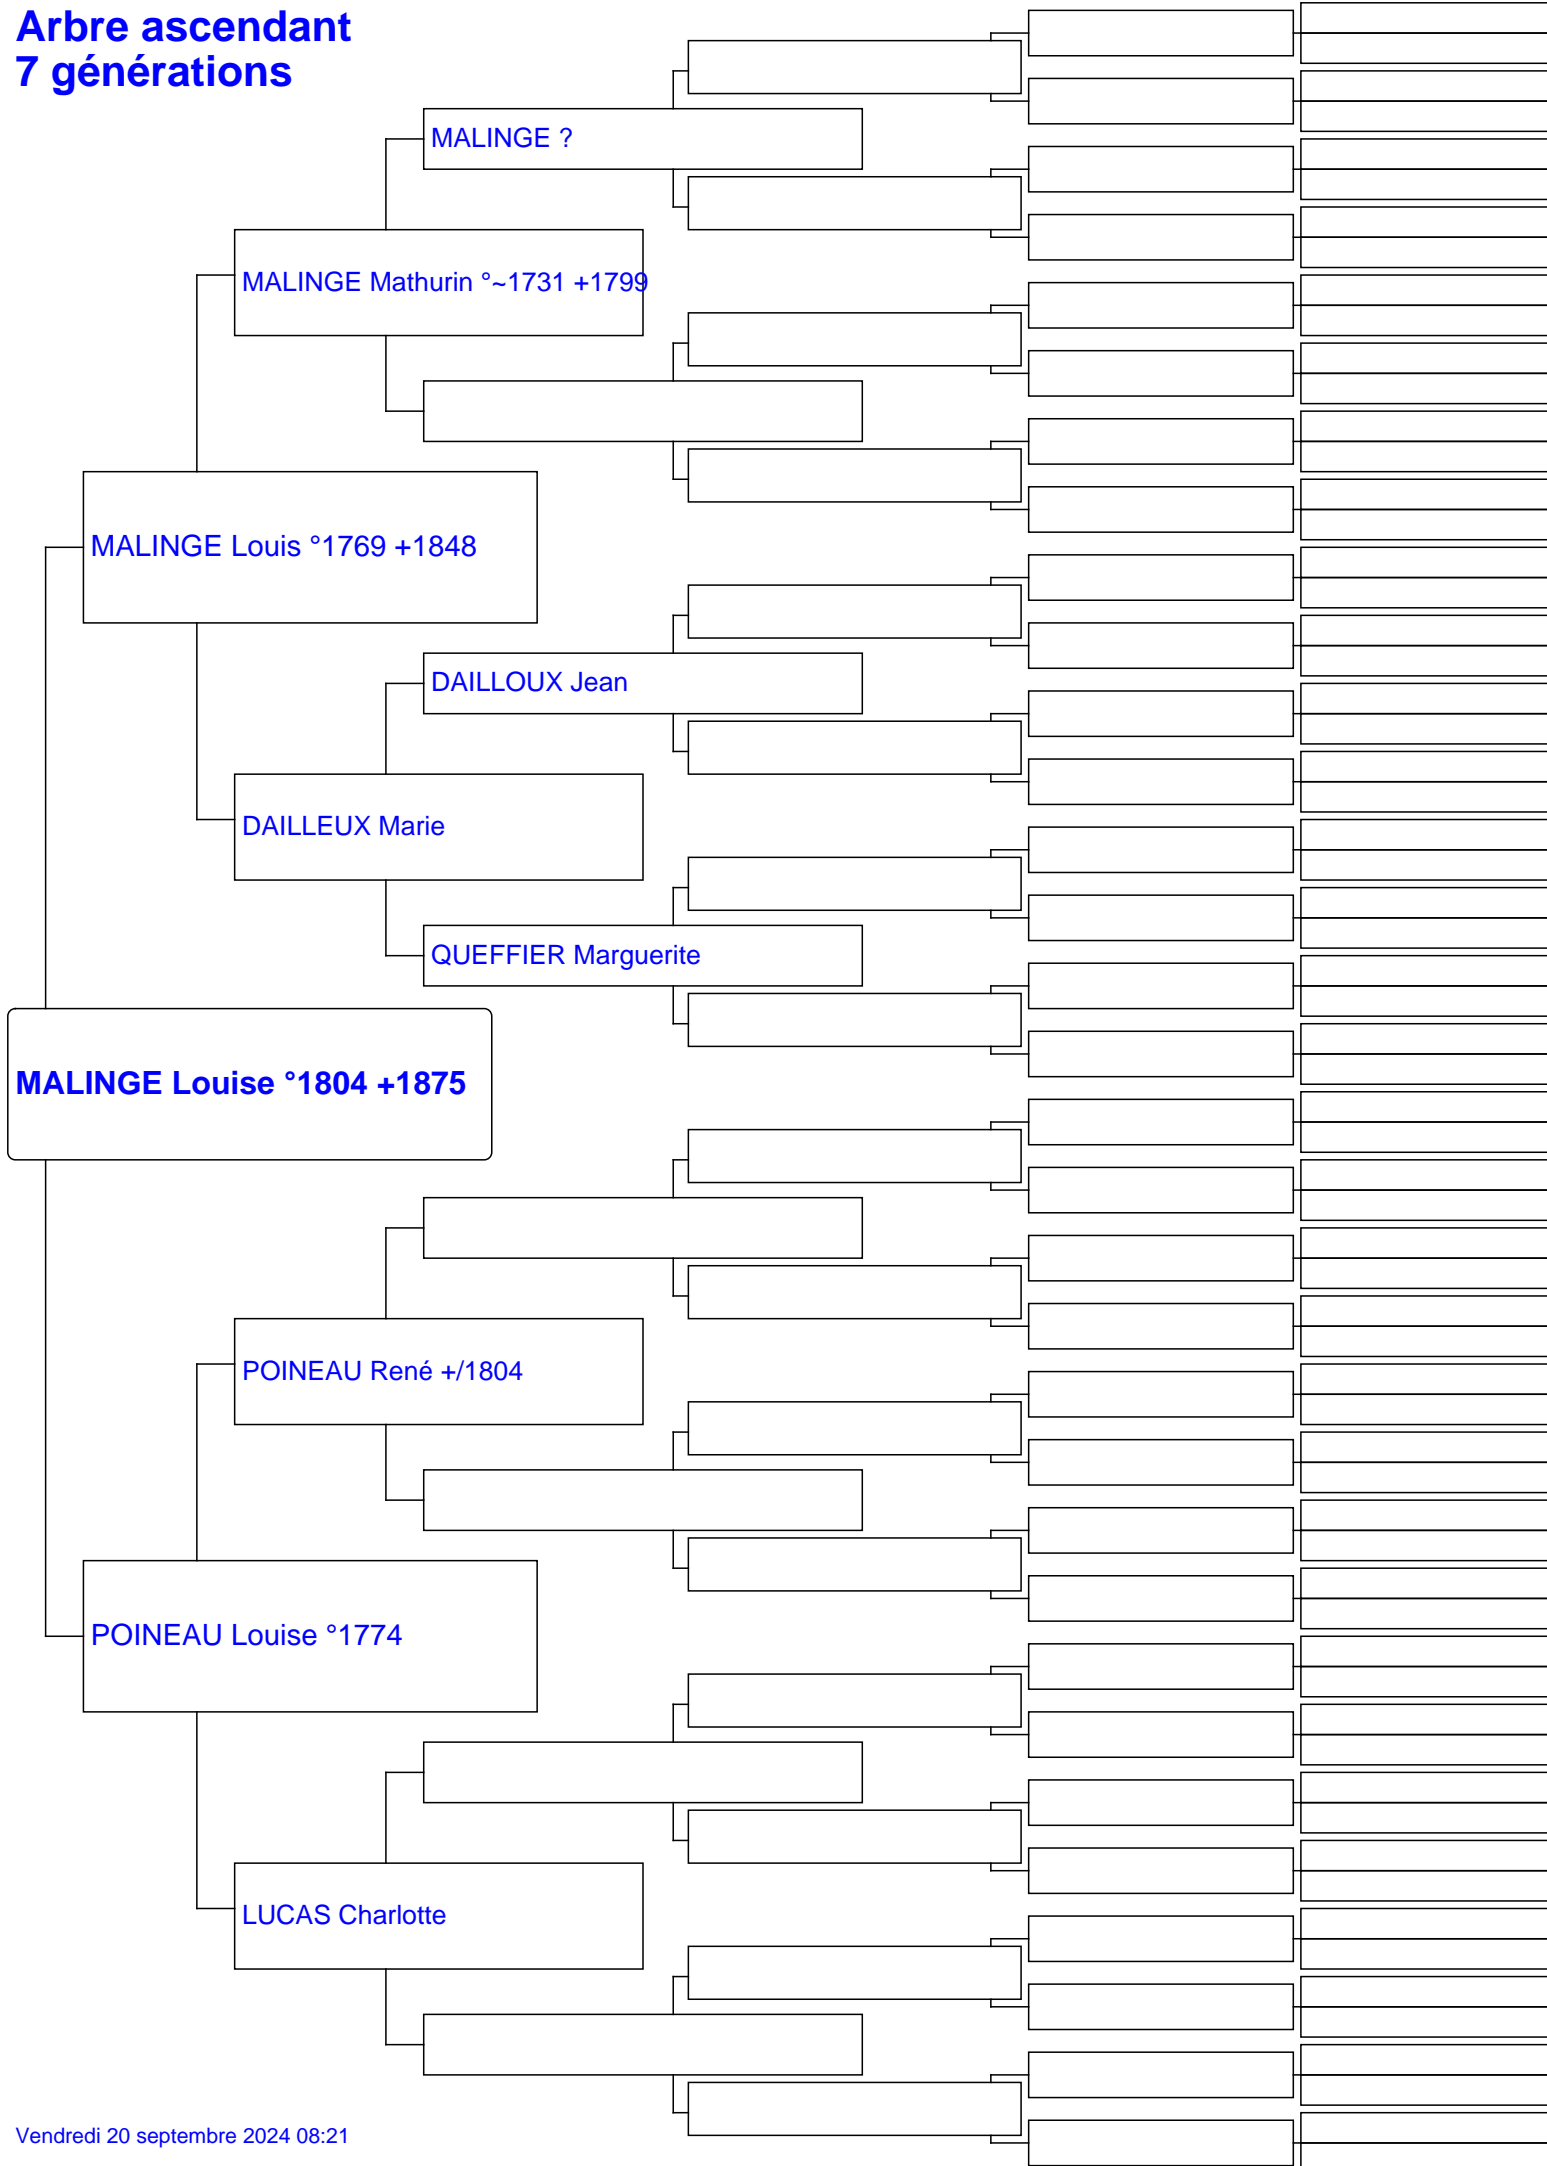 Arbre ascendant
7 générations
MALINGE ?
MALINGE Mathurin °~1731 +1799
MALINGE Louis °1769 +1848
DAILLOUX Jean
DAILLEUX Marie
QUEFFIER Marguerite
MALINGE Louise °1804 +1875
POINEAU René +/1804
POINEAU Louise °1774
LUCAS Charlotte
Vendredi 20 septembre 2024 08:21